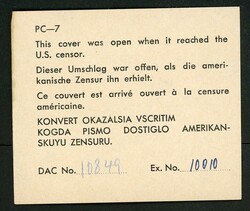 PC—7
This cover was open when it reached the
U.S. censor.
Dieser Umschlag war offen, als die ameri-
kanische Zensur ihn erhielt.
Ce couvert est arrivé ouvert à la censure
américaine.
KONVERT OKAZALSIA VSCRITIM
KOGDA PISMO DOSTIGLO AMERIKAN-
SKUYU ZENSURU.
DAC No. 10849 Ex. No. 10010